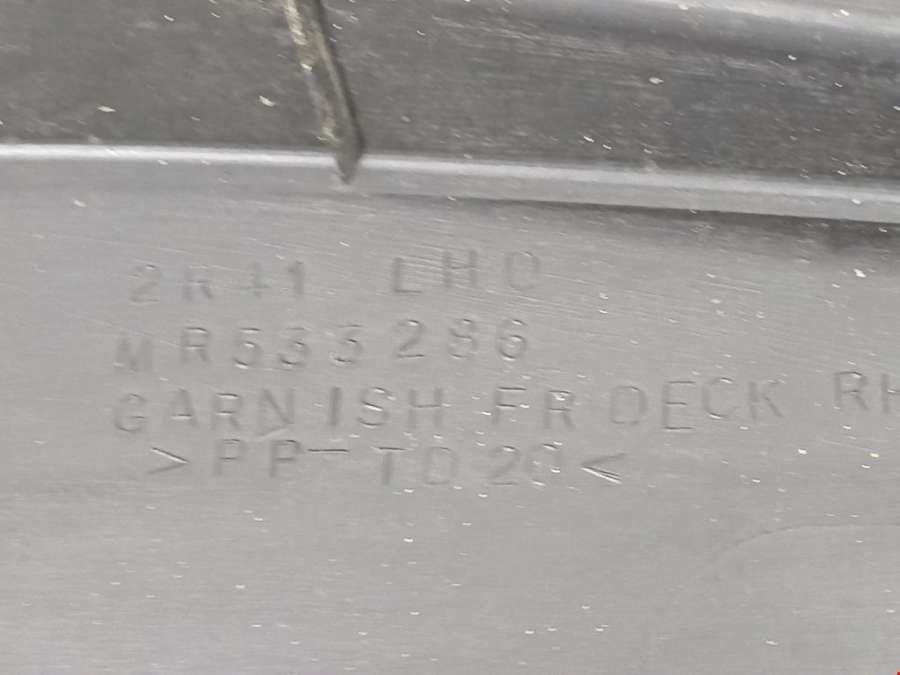 2R41 LHD
MR533286
GARNISH FR DECK RH
>PP-TD20<